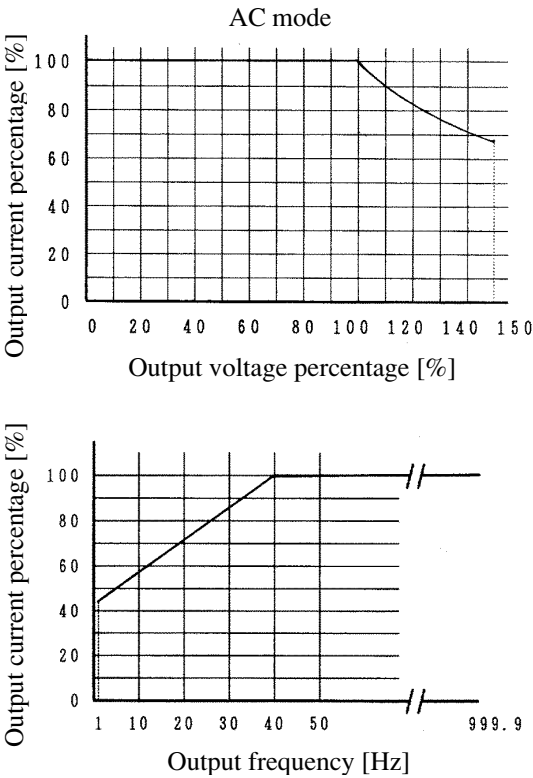 AC mode
Output current percentage [%]
100
80
60
40
20
0
0 20 40 60 80 100 120 140 150
Output voltage percentage [%]
Output current percentage [%]
100
80
60
40
20
0
1 10 20 30 40 50 999.9
Output frequency [Hz]